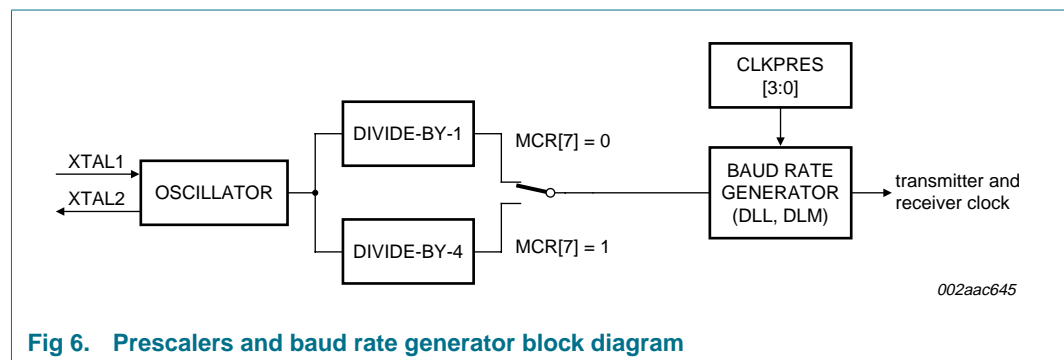 CLKPRES
[3:0]
DIVIDE-BY-1
MCR[7] = 0
XTAL1
XTAL2
OSCILLATOR
BAUD RATE
GENERATOR
(DLL, DLM)
transmitter and
receiver clock
DIVIDE-BY-4
MCR[7] = 1
002aac645
Fig 6. Prescalers and baud rate generator block diagram